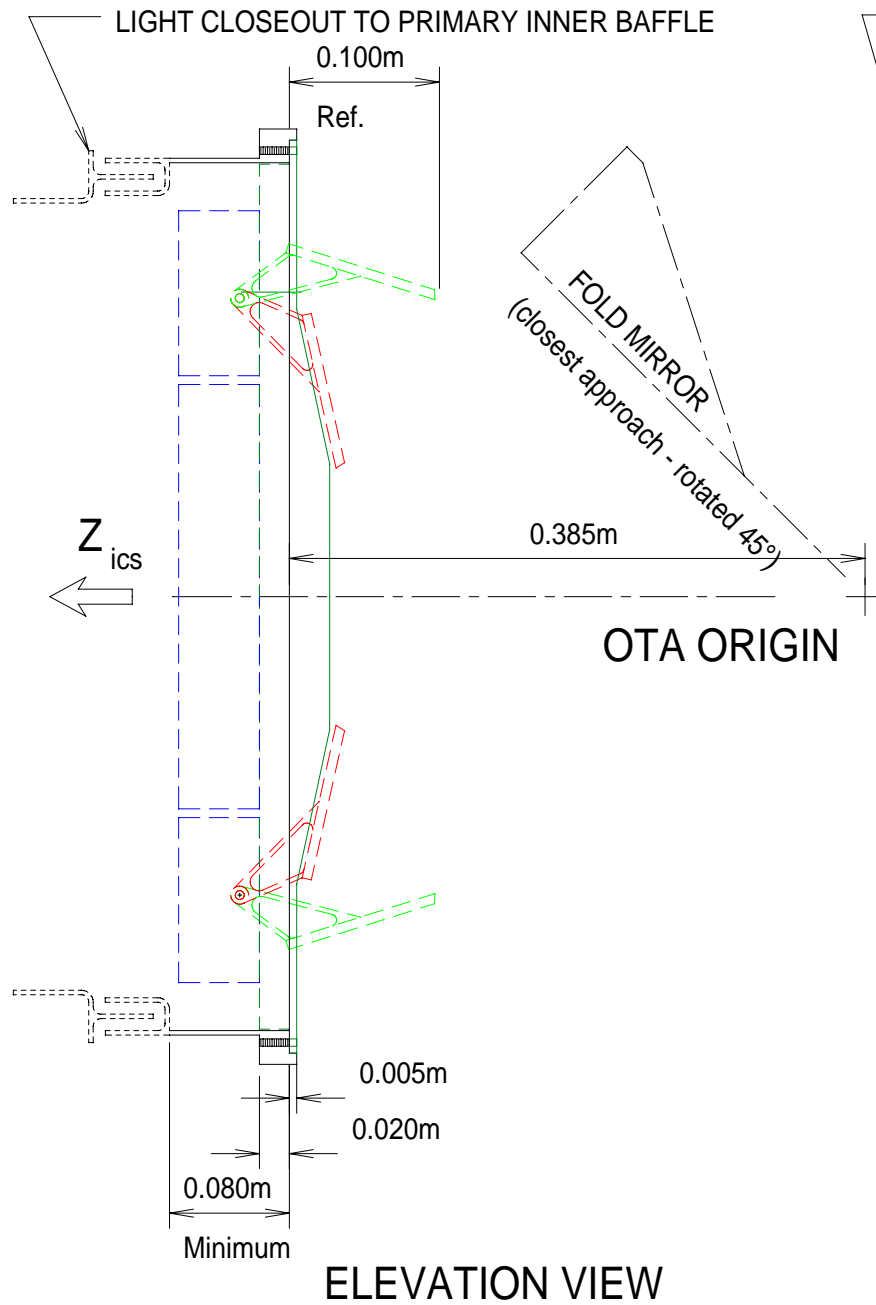 LIGHT CLOSEOUT TO PRIMARY INNER BAFFLE
0.100m
Ref.
FOLD MIRROR
(closest approach - rotated 45°)
0.385m
Z ics
OTA ORIGIN
0.005m
0.020m
0.080m
Minimum
ELEVATION VIEW